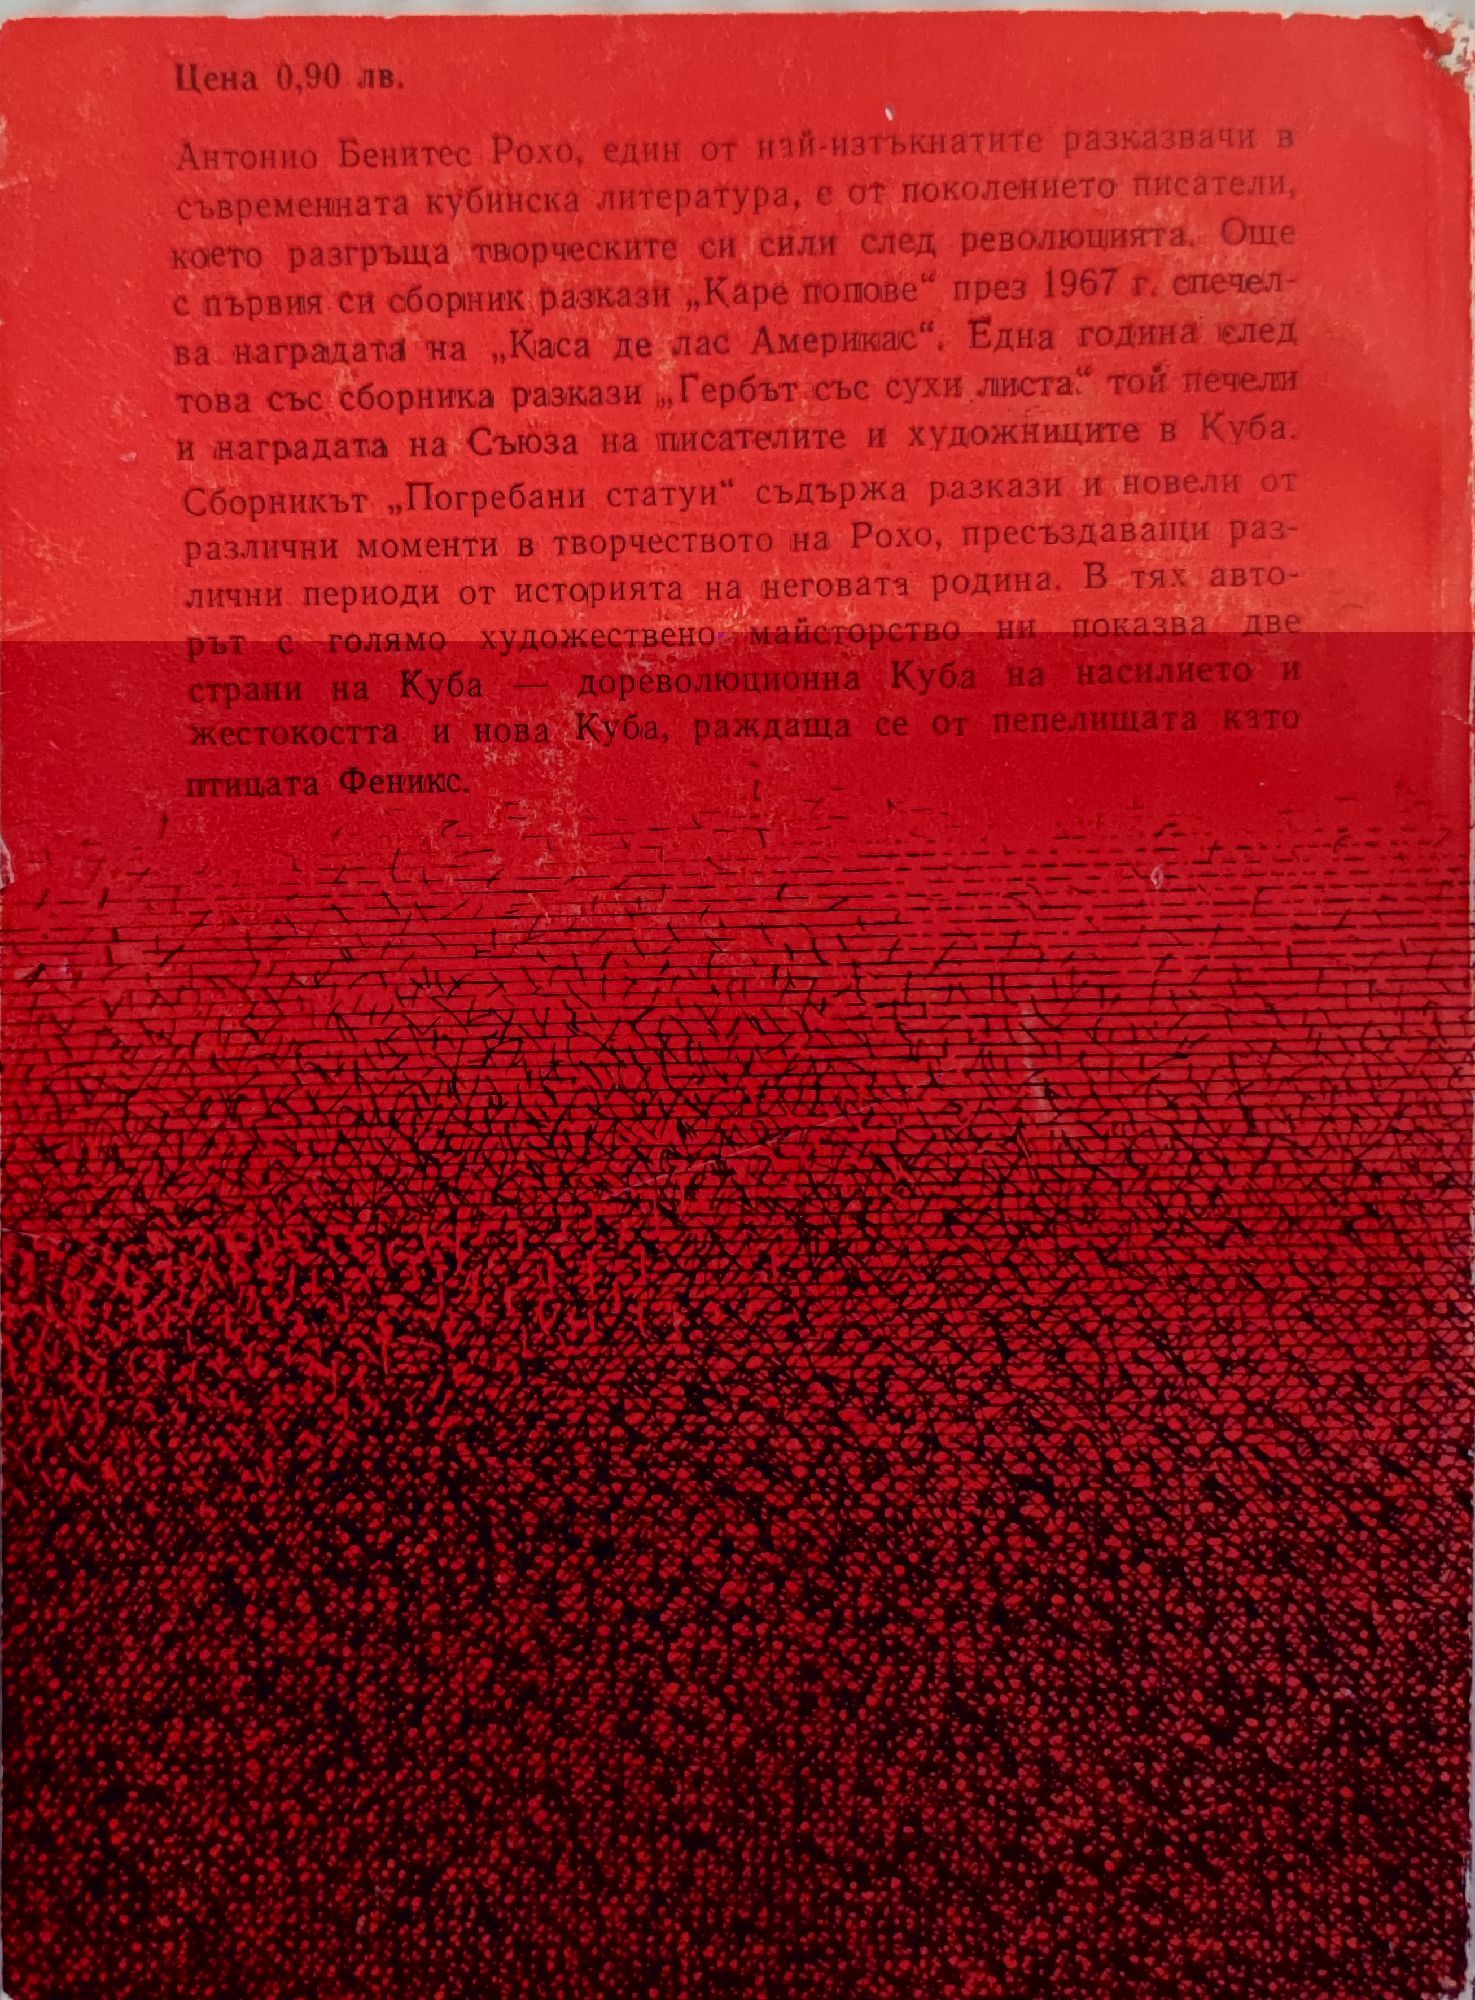 Цена 0,90 лв.
Антонио Бенитес Рохо, един от най-изтъкнатите разказвачи в
съвременната кубинска литература, е от поколението писатели,
което разгръща творческите си сили след революцията. Още
с първия си сборник разкази „Каре попове“ през 1967 г. спечел-
ва наградата на „Каса де лас Америкас“. Една година след
това със сборника разкази „Гербът със сухи листа“ той печели
и наградата на Съюза на писателите и художниците в Куба.
Сборникът „Погребани статуи“ съдържа разкази и новели от
различни моменти в творчеството на Рохо, пресъздаващи раз-
лични периоди от историята на неговата родина. В тях авто-
рът с голямо художествено майсторство ни показва две
страни на Куба — дореволюционна Куба на насилието и
жестокостта и нова Куба, раждаща се от пепелищата като
птицата Феникс.